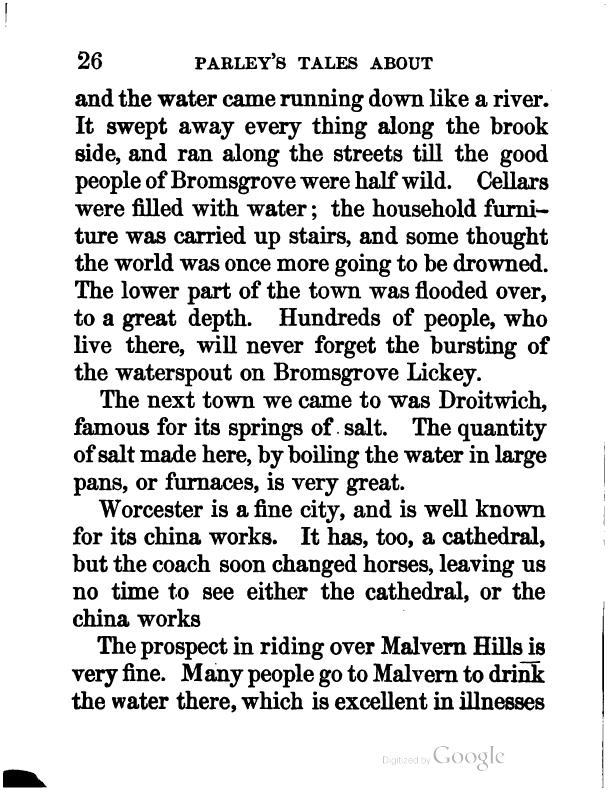 26 PARLEY'S TALES ABOUT
and the water came running down like a river.
It swept away every thing along the brook
side, and ran along the streets till the good
people of Bromsgrove were half wild. Cellars
were filled with water; the household furni-
ture was carried up stairs, and some thought
the world was once more going to be drowned.
The lower part of the town was flooded over,
to a great depth. Hundreds of people, who
live there, will never forget the bursting of
the waterspout on Bromsgrove Lickey.
The next town we came to was Droitwich,
famous for its springs of salt. The quantity
of salt made here, by boiling the water in large
pans, or furnaces, is very great.
Worcester is a fine city, and is well known
for its china works. It has, too, a cathedral,
but the coach soon changed horses, leaving us
no time to see either the cathedral, or the
china works
The prospect in riding over Malvern Hills is
very fine. Many people go to Malvern to drink
the water there, which is excellent in illnesses
Digitized by Google